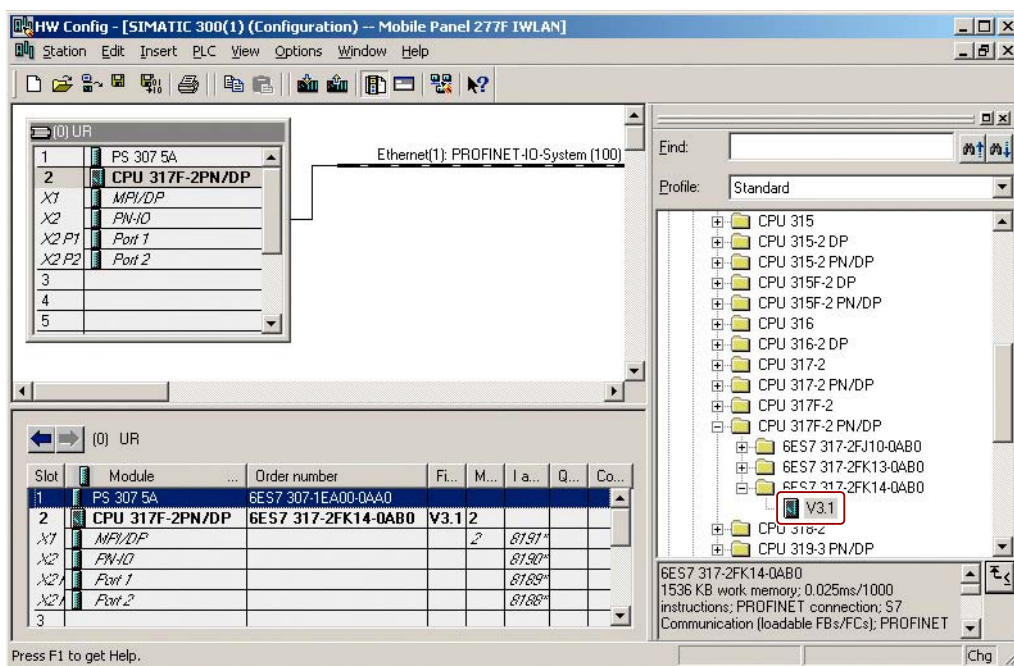 HW Config - [SIMATIC 300(1) (Configuration) -- Mobile Panel 277F IWLAN]
Station Edit Insert PLC View Options Window Help
(0) UR
1 PS 307 5A
2 CPU 317F-2PN/DP
X1 MPI/DP
X2 PN-IO
X2 P1 Port 1
X2 P2 Port 2
3
4
5
Ethernet(1): PROFINET-IO-System (100)
Find:
Profile: Standard
CPU 315
CPU 315-2 DP
CPU 315-2 PN/DP
CPU 315F-2 DP
CPU 315F-2 PN/DP
CPU 316
CPU 316-2 DP
CPU 317-2
CPU 317-2 PN/DP
CPU 317F-2
CPU 317F-2 PN/DP
6ES7 317-2FJ10-0AB0
6ES7 317-2FK13-0AB0
6ES7 317-2FK14-0AB0
V3.1
CPU 318-2
CPU 319-3 PN/DP
(0) UR
Slot Module ... Order number Fi... M... I a... Q... Co...
1 PS 307 5A 6ES7 307-1EA00-0AA0
2 CPU 317F-2PN/DP 6ES7 317-2FK14-0AB0 V3.1 2
X1 MPI/DP 2 8191*
X2 PN-IO 8190*
X2 Port 1 8189*
X2 Port 2 8188*
3
6ES7 317-2FK14-0AB0
1536 KB work memory; 0.025ms/1000
instructions; PROFINET connection; S7
Communication (loadable FBs/FCs); PROFINET
Press F1 to get Help.
Chg